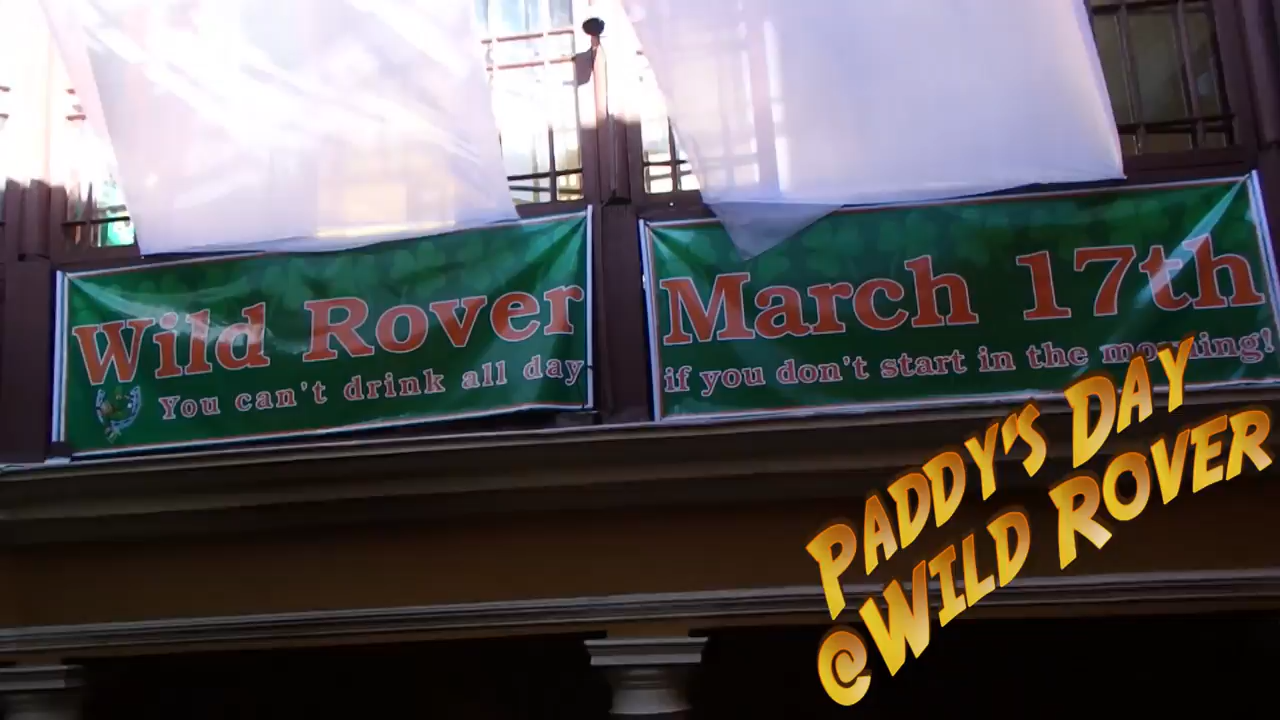 Wild Rover
You can't drink all day
March 17th
if you don't start in the morning!
PADDY'S DAY
@WILD ROVER